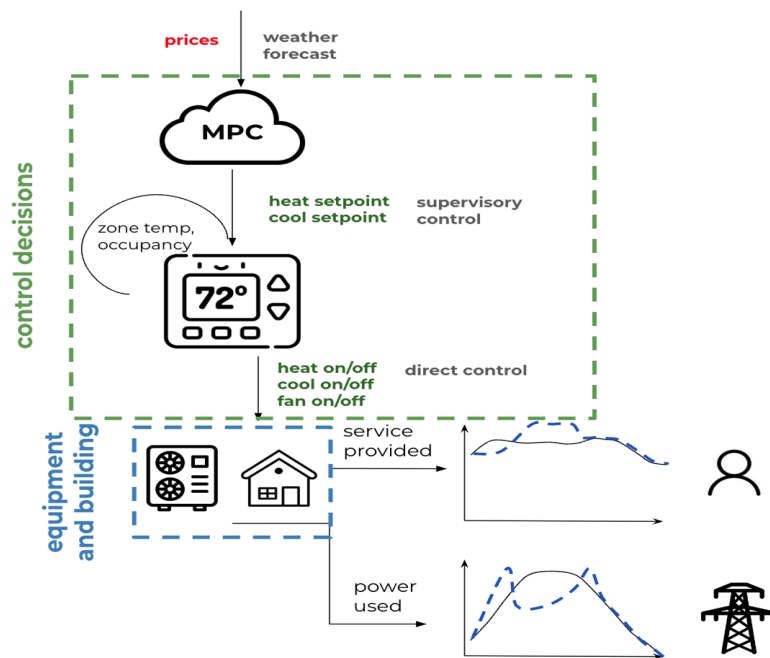 prices
weather
forecast
MPC
heat setpoint
cool setpoint
supervisory
control
zone temp,
occupancy
72°
control decisions
heat on/off
cool on/off
fan on/off
direct control
equipment
and building
service
provided
power
used